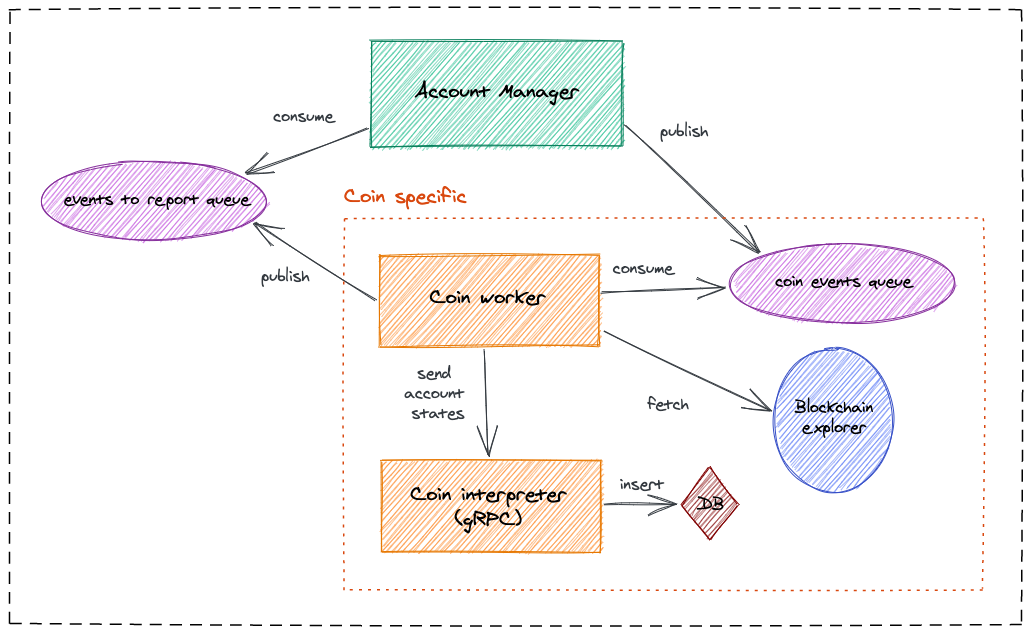 Account Manager
consume
publish
events to report queue
Coin specific
publish
Coin worker
consume
coin events queue
send
account
states
fetch
Blockchain
explorer
Coin interpreter
(gRPC)
insert
DB